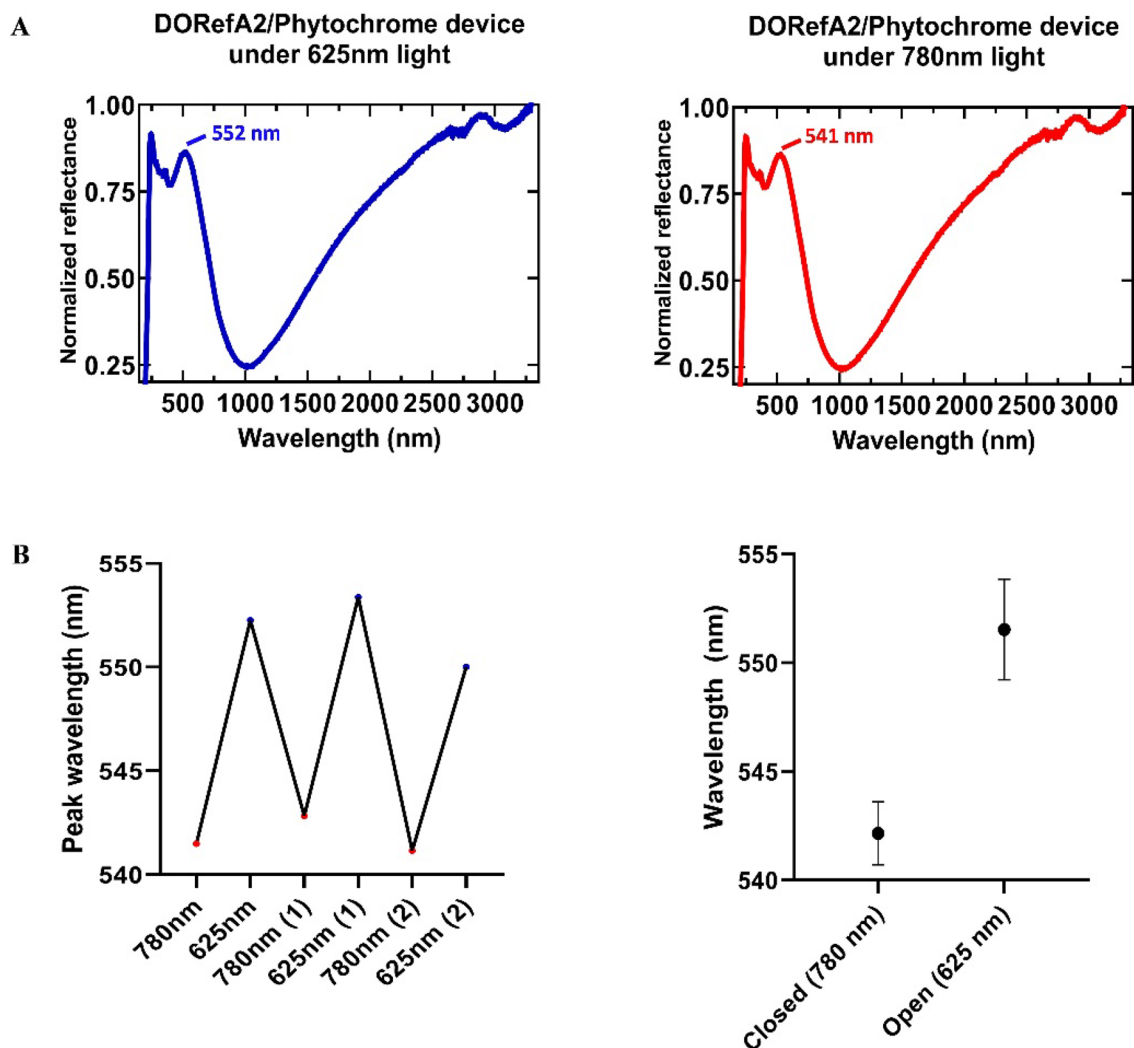 A
DORefA2/Phytochrome device
under 625nm light
DORefA2/Phytochrome device
under 780nm light
Normalized reflectance
1.00
0.75
0.50
0.25
552 nm
500 1000 1500 2000 2500 3000
Wavelength (nm)
Normalized reflectance
1.00
0.75
0.50
0.25
541 nm
500 1000 1500 2000 2500 3000
Wavelength (nm)
B
Peak wavelength (nm)
555
550
545
540
780nm
625nm
780nm (1)
625nm (1)
780nm (2)
625nm (2)
Wavelength (nm)
555
550
545
540
Closed (780 nm)
Open (625 nm)